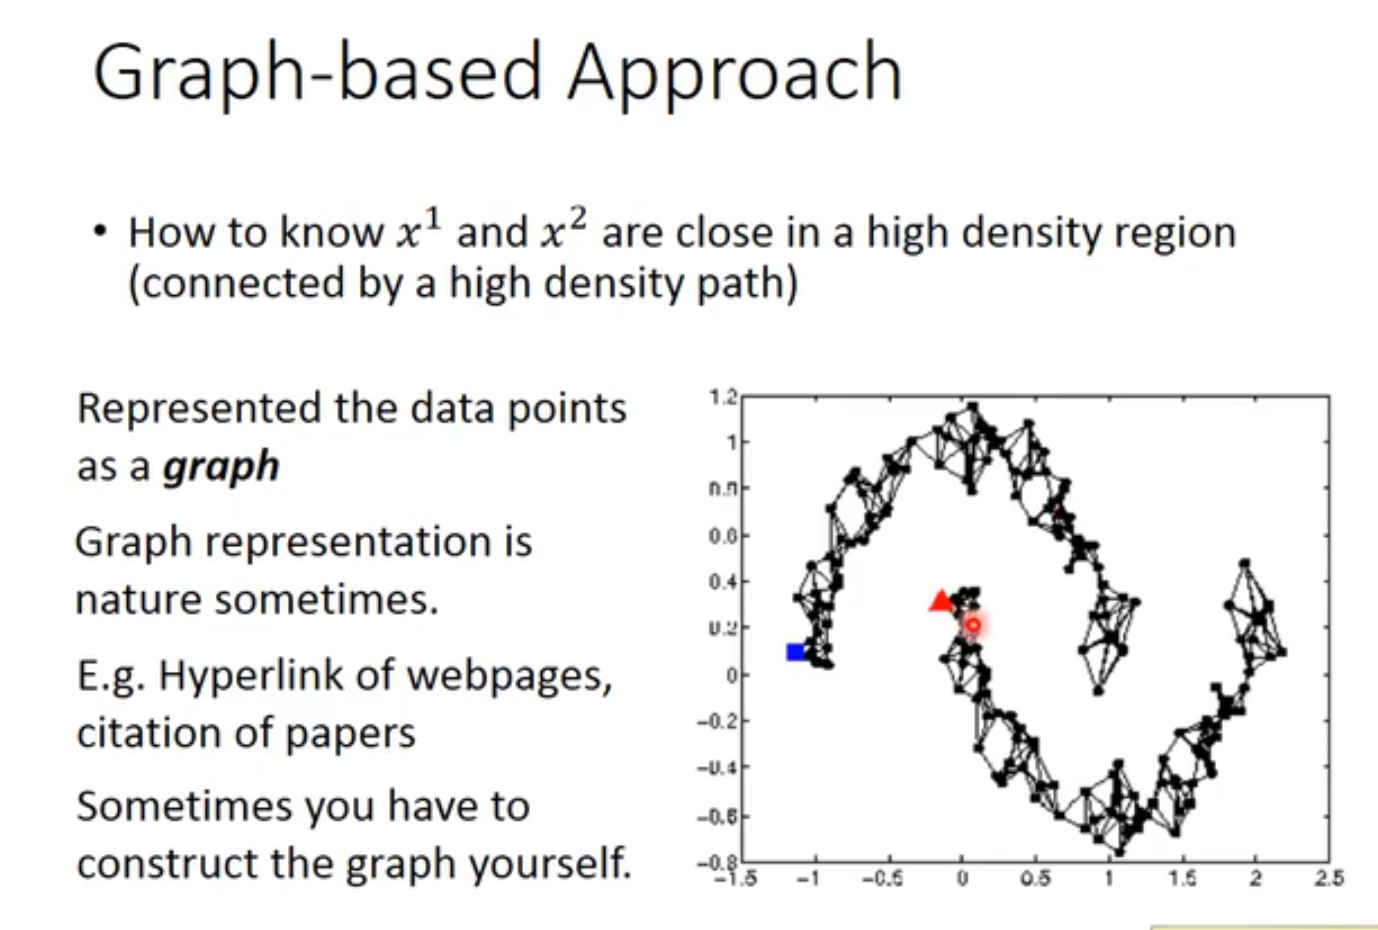 Graph-based Approach
• How to know x¹ and x² are close in a high density region
(connected by a high density path)
Represented the data points
as a graph
Graph representation is
nature sometimes.
E.g. Hyperlink of webpages,
citation of papers
Sometimes you have to
construct the graph yourself.
1.2
1
0.8
0.6
0.4
0.2
0
-0.2
-0.4
-0.6
-0.8
-1.5 -1 -0.5 0 0.5 1 1.5 2 2.5